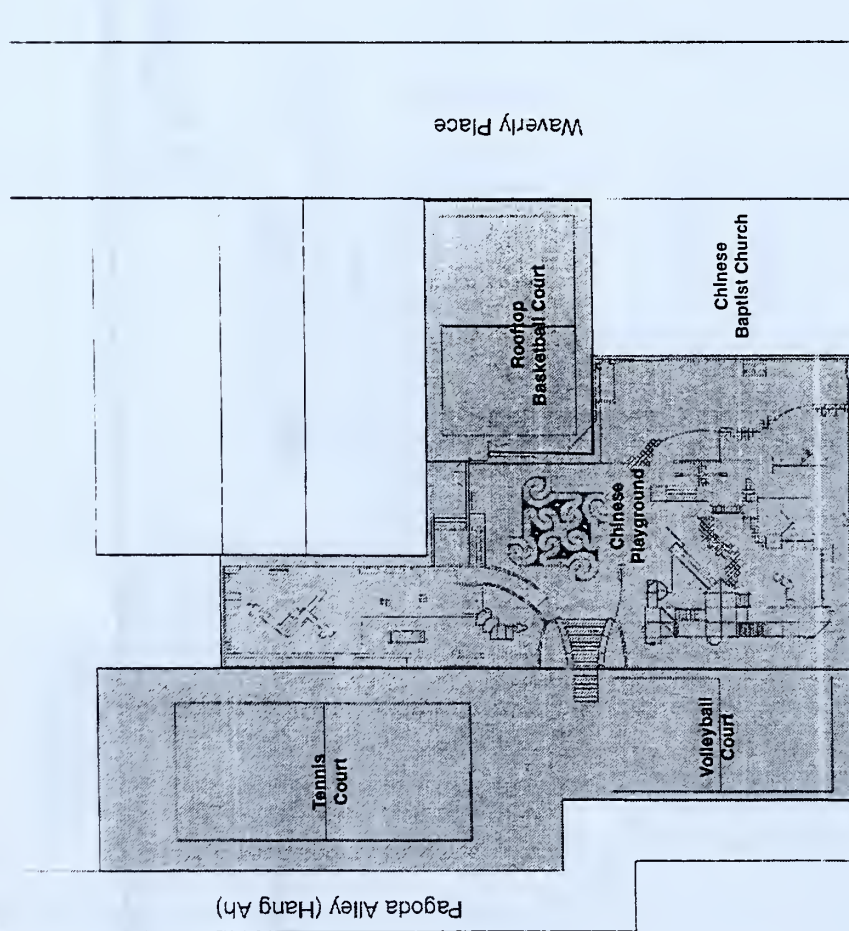 Waverly Place
Rooftop
Basketball Court
Chinese
Baptist Church
Chinese
Playground
Tennis
Court
Volleyball
Court
Pagoda Alley (Hang Ah)